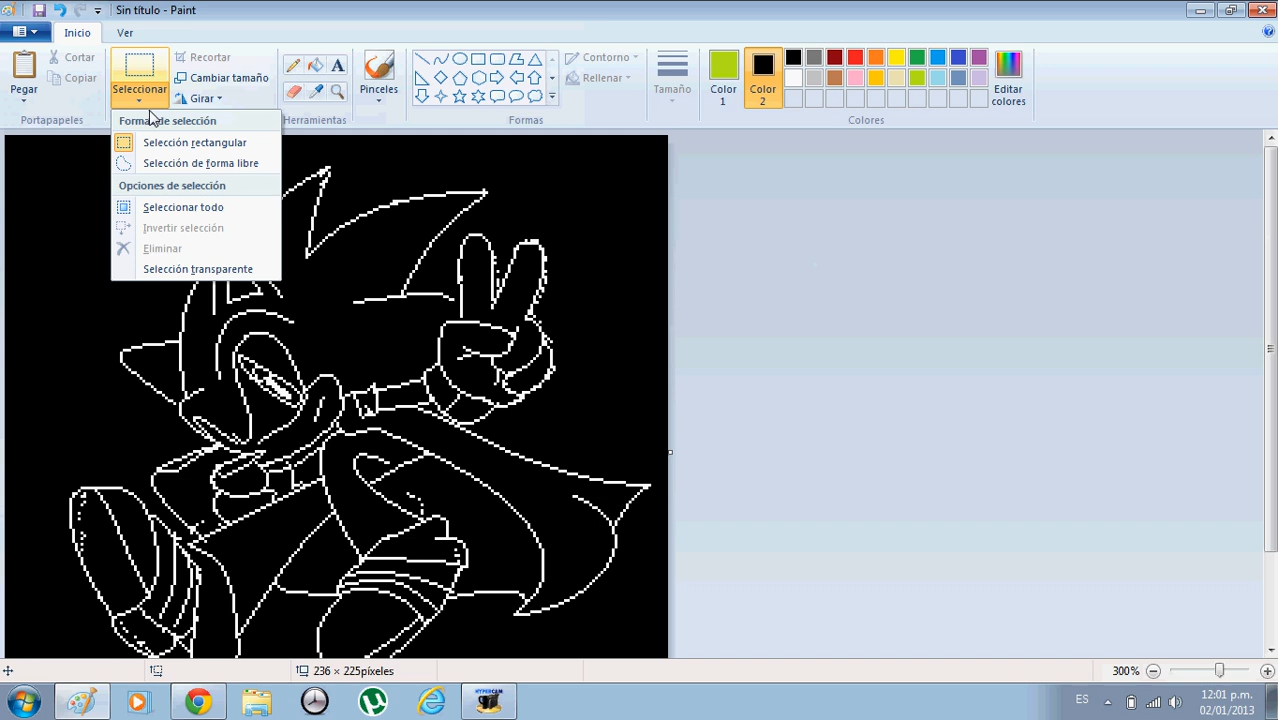 Sin título - Paint
Inicio Ver
Pegar
Cortar
Copiar
Portapapeles
Seleccionar
Recortar
Cambiar tamaño
Girar
Herramientas
Pinceles
Contorno
Rellenar
Formas
Tamaño
Color 1
Color 2
Editar colores
Colores
Formas de selección
Selección rectangular
Selección de forma libre
Opciones de selección
Seleccionar todo
Invertir selección
Eliminar
Selección transparente
236 × 225píxeles
300%
HYPERCAM
ES
12:01 p.m.
02/01/2013